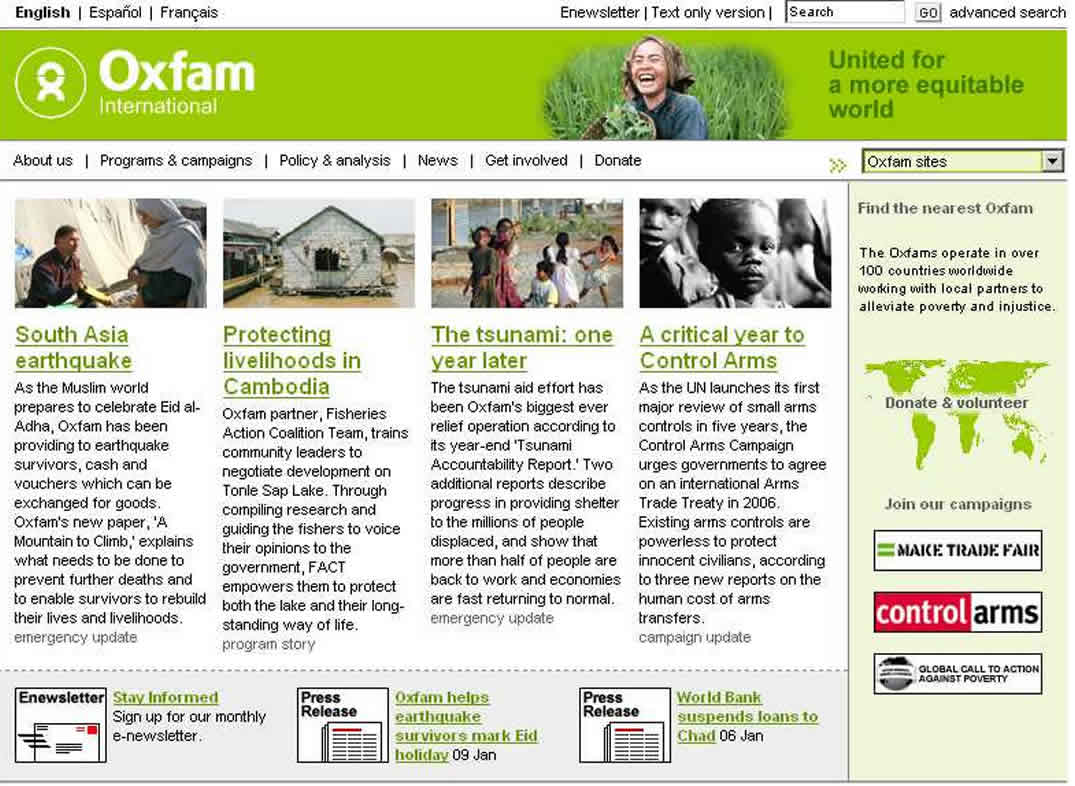 English | Español | Français
Enewsletter | Text only version | Search GO advanced search
Oxfam
International
United for
a more equitable
world
About us | Programs & campaigns | Policy & analysis | News | Get involved | Donate
Oxfam sites
South Asia
earthquake
As the Muslim world
prepares to celebrate Eid al-
Adha, Oxfam has been
providing to earthquake
survivors, cash and
vouchers which can be
exchanged for goods.
Oxfam's new paper, 'A
Mountain to Climb,' explains
what needs to be done to
prevent further deaths and
to enable survivors to rebuild
their lives and livelihoods.
emergency update
Protecting
livelihoods in
Cambodia
Oxfam partner, Fisheries
Action Coalition Team, trains
community leaders to
negotiate development on
Tonle Sap Lake. Through
compiling research and
guiding the fishers to voice
their opinions to the
government, FACT
empowers them to protect
both the lake and their long-
standing way of life.
program story
The tsunami: one
year later
The tsunami aid effort has
been Oxfam's biggest ever
relief operation according to
its year-end 'Tsunami
Accountability Report.' Two
additional reports describe
progress in providing shelter
to the millions of people
displaced, and show that
more than half of people are
back to work and economies
are fast returning to normal.
emergency update
A critical year to
Control Arms
As the UN launches its first
major review of small arms
controls in five years, the
Control Arms Campaign
urges governments to agree
on an international Arms
Trade Treaty in 2006.
Existing arms controls are
powerless to protect
innocent civilians, according
to three new reports on the
human cost of arms
transfers.
campaign update
Find the nearest Oxfam
The Oxfams operate in over
100 countries worldwide
working with local partners to
alleviate poverty and injustice.
Donate & volunteer
Join our campaigns
MAKE TRADE FAIR
control arms
GLOBAL CALL TO ACTION
AGAINST POVERTY
Enewsletter
Stay Informed
Sign up for our monthly
e-newsletter.
Press
Release
Oxfam helps
earthquake
survivors mark Eid
holiday 09 Jan
Press
Release
World Bank
suspends loans to
Chad 06 Jan